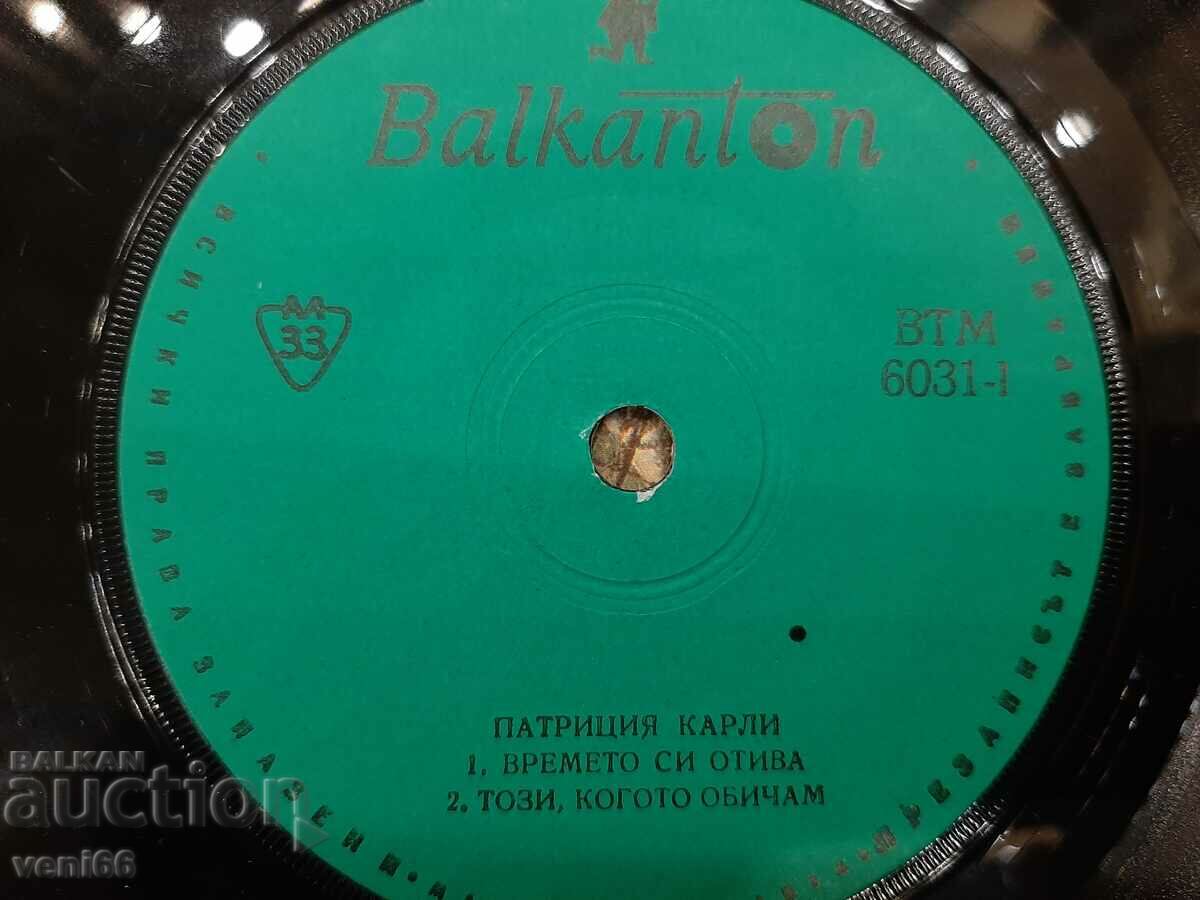 Balkanton
ВСИЧКИ ПРАВА ЗАПАЗЕНИ
M
33
ВТМ
6031-I
ПАТРИЦИЯ КАРЛИ
1. ВРЕМЕТО СИ ОТИВА
2. ТОЗИ, КОГОТО ОБИЧАМ
BALKAN
auction
veni66